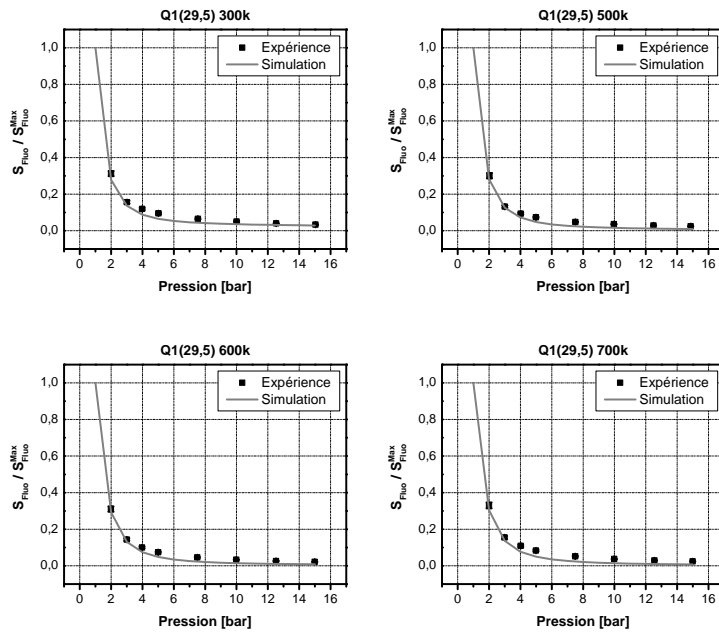 Q1(29,5) 300k
Expérience
Simulation
1,0
0,8
0,6
0,4
0,2
0,0
S_Fluo / S_Fluo^Max
0 2 4 6 8 10 12 14 16
Pression [bar]
Q1(29,5) 500k
Expérience
Simulation
1,0
0,8
0,6
0,4
0,2
0,0
S_Fluo / S_Fluo^Max
0 2 4 6 8 10 12 14 16
Pression [bar]
Q1(29,5) 600k
Expérience
Simulation
1,0
0,8
0,6
0,4
0,2
0,0
S_Fluo / S_Fluo^Max
0 2 4 6 8 10 12 14 16
Pression [bar]
Q1(29,5) 700k
Expérience
Simulation
1,0
0,8
0,6
0,4
0,2
0,0
S_Fluo / S_Fluo^Max
0 2 4 6 8 10 12 14 16
Pression [bar]